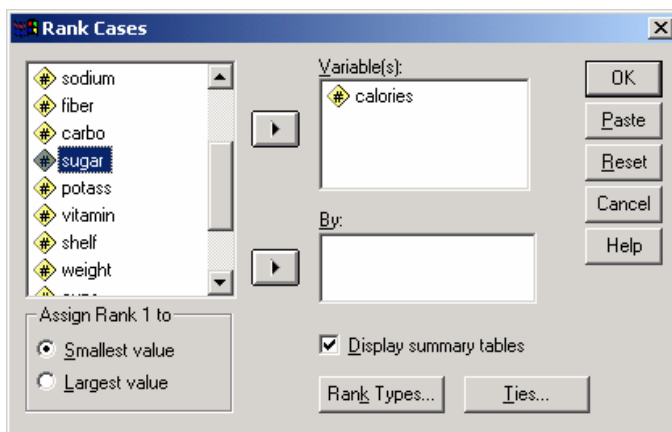 Rank Cases
sodium
fiber
carbo
sugar
potass
vitamin
shelf
weight
Variable(s):
calories
By:
OK
Paste
Reset
Cancel
Help
Assign Rank 1 to
Smallest value
Largest value
Display summary tables
Rank Types...
Ties...